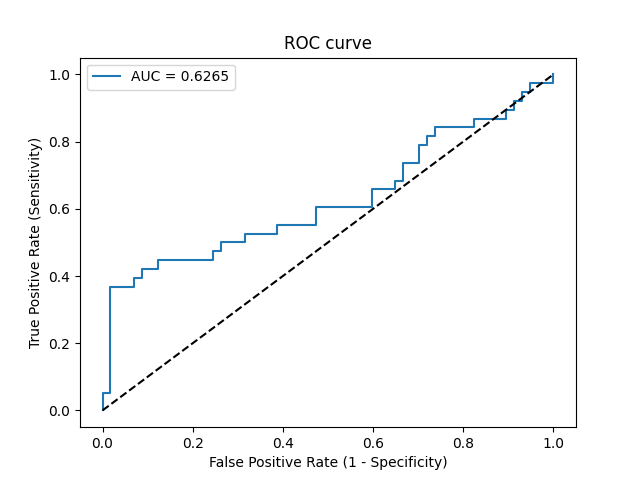 ROC curve
AUC = 0.6265
True Positive Rate (Sensitivity)
1.0
0.8
0.6
0.4
0.2
0.0
0.0 0.2 0.4 0.6 0.8 1.0
False Positive Rate (1 - Specificity)